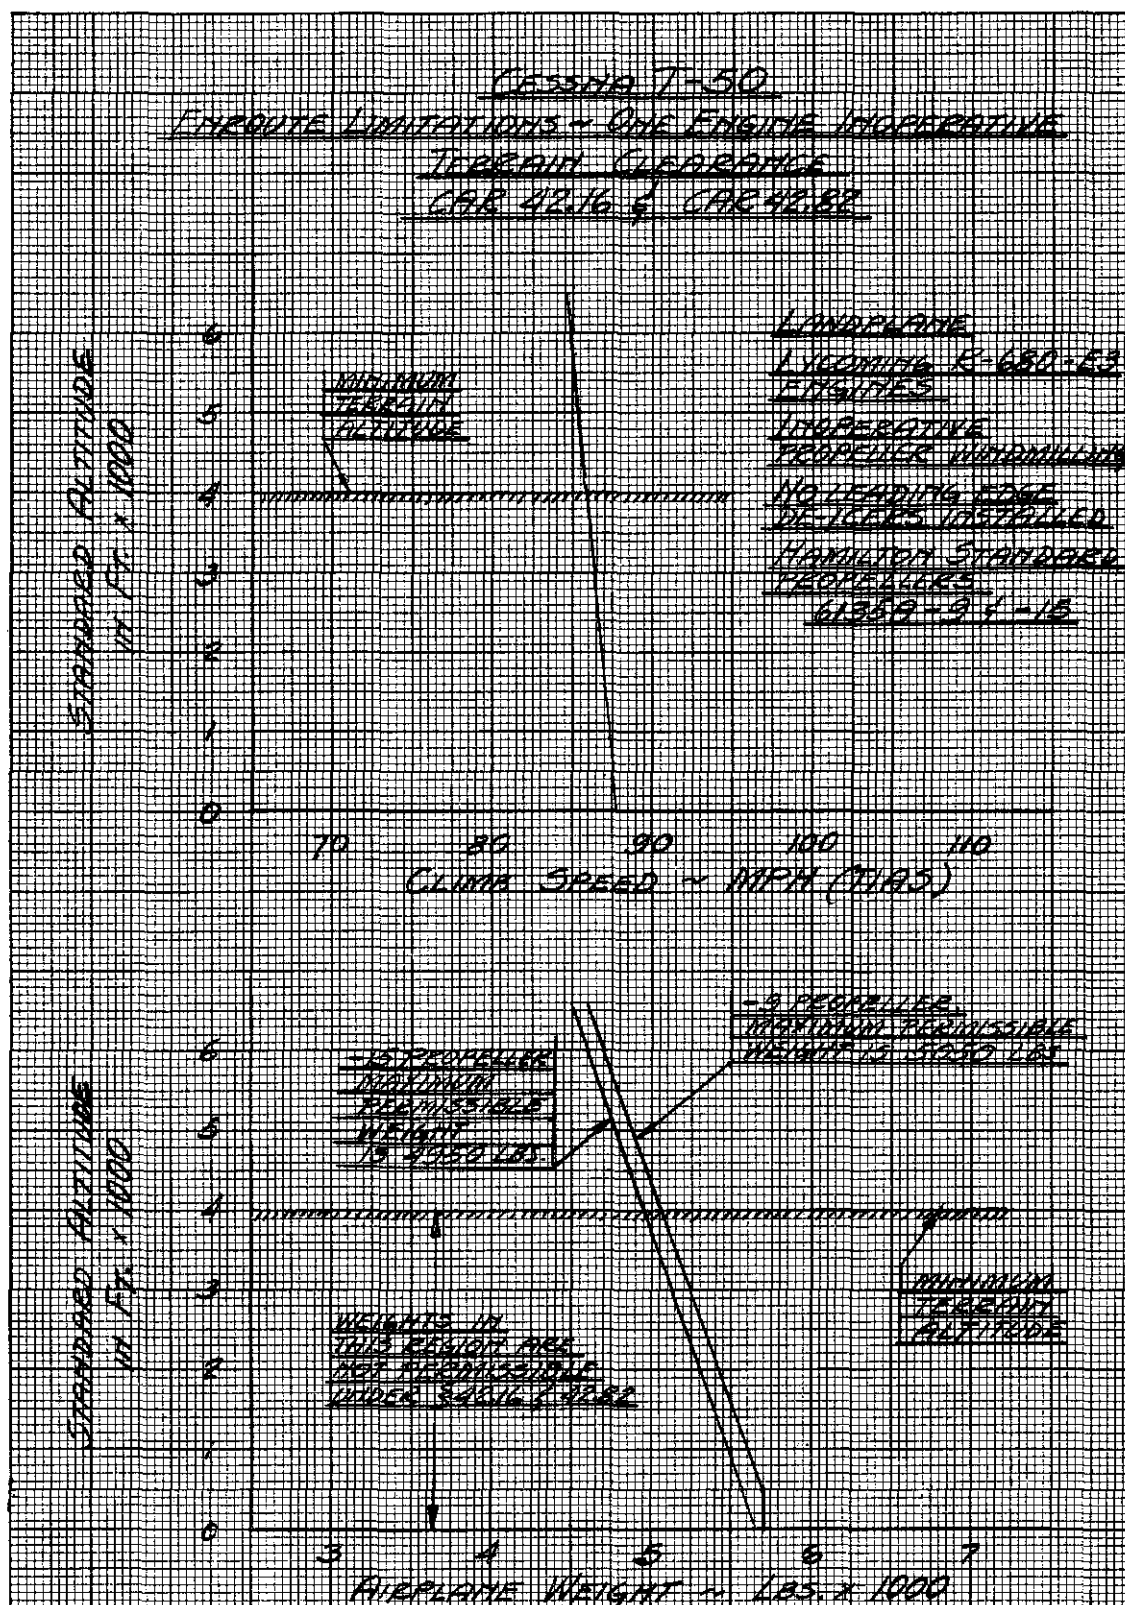 CESSNA T-50
ENROUTE LIMITATIONS ~ ONE ENGINE INOPERATIVE
TERRAIN CLEARANCE
CAR 42.16 & CAR 42.82
STANDARD ALTITUDE
IN FT. x 1000
6
5
4
3
2
1
0
MINIMUM
TERRAIN
ALTITUDE
LANDPLANE
LYCOMING R-680-E3
ENGINES
INOPERATIVE
PROPELLER WINDMILLING
NO LEADING EDGE
DE-ICERS INSTALLED
HAMILTON STANDARD
PROPELLERS
6135A-9 & -15
70 80 90 100 110
CLIMB SPEED ~ MPH (TIAS.)
STANDARD ALTITUDE
IN FT. x 1000
6
5
4
3
2
1
0
-15 PROPELLER
MAXIMUM
PERMISSIBLE
WEIGHT
IS 4950 LBS.
-9 PROPELLER
MAXIMUM PERMISSIBLE
WEIGHT IS 5050 LBS
WEIGHTS IN
THIS REGION ARE
NOT PERMISSIBLE
UNDER §42.16 & 42.82
MINIMUM
TERRAIN
ALTITUDE
3 4 5 6 7
AIRPLANE WEIGHT ~ LBS. x 1000